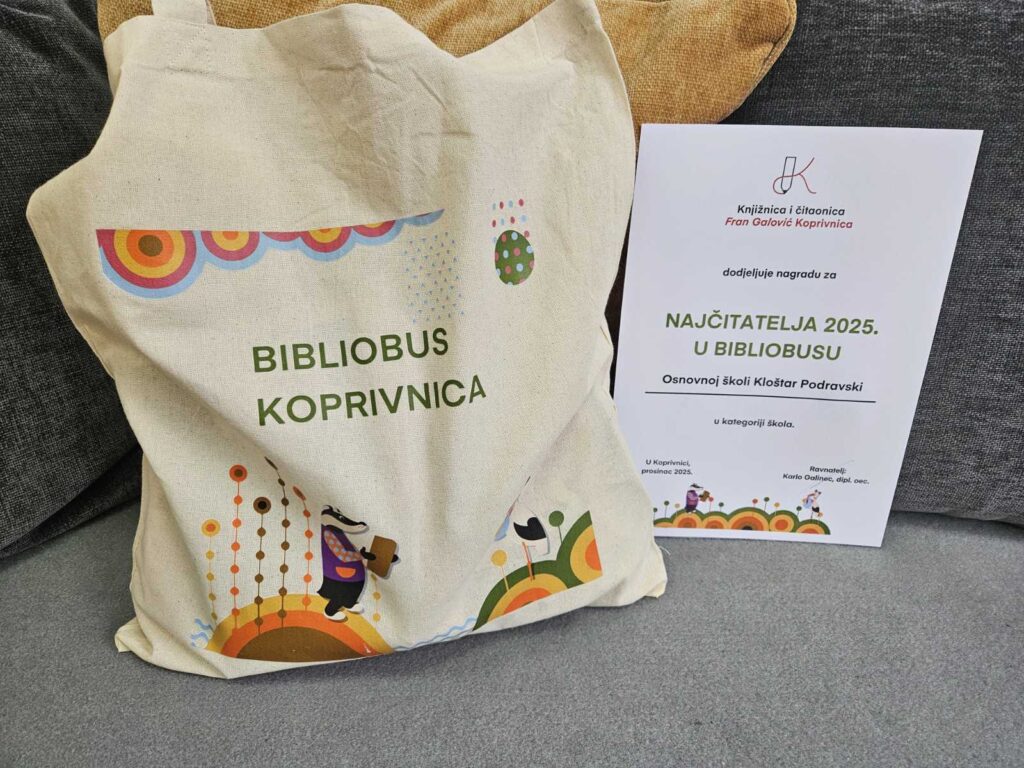 BIBLIOBUS
KOPRIVNICA
Knjižnica i čitaonica
Fran Galović Koprivnica
dodjeljuje nagradu za
NAJČITATELJA 2025.
U BIBLIOBUSU
Osnovnoj školi Kloštar Podravski
u kategoriji škola.
U Koprivnici,
prosinac 2025.
Ravnatelj:
Karlo Galinec, dipl. oec.